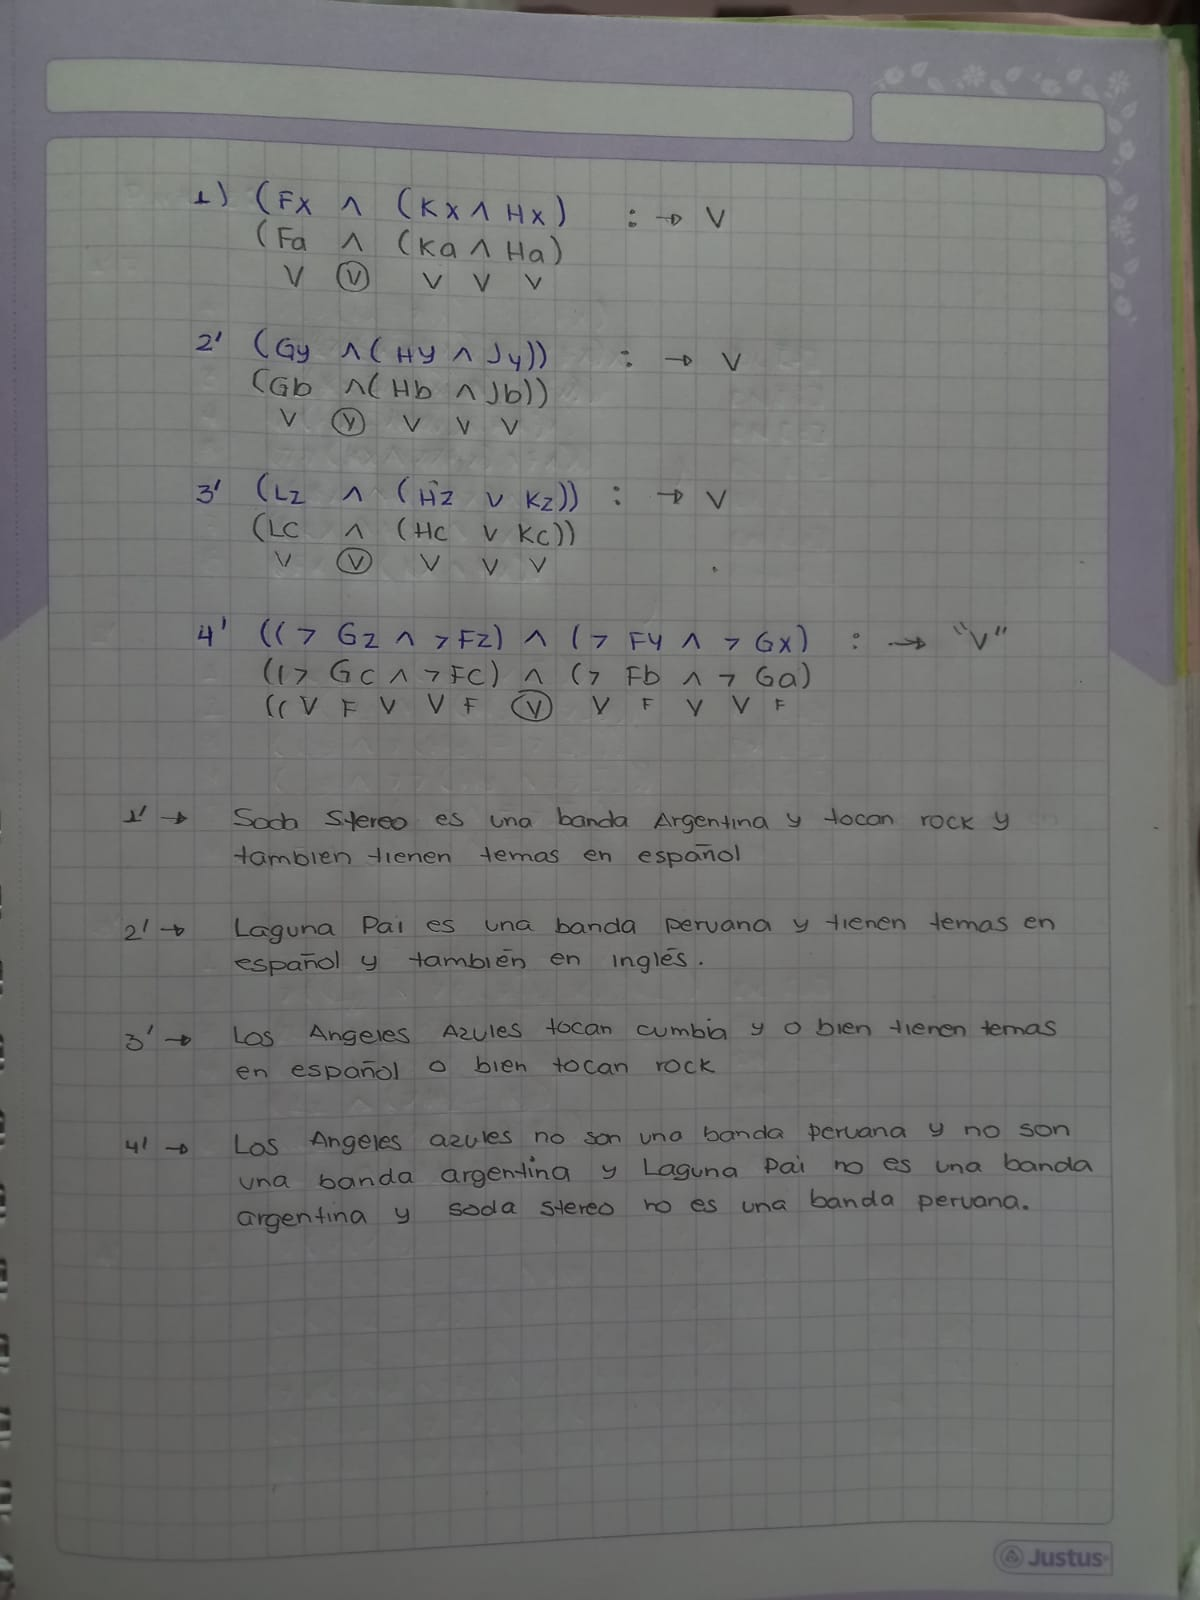 1) (Fx ∧ (Kx ∧ Hx) : → V
(Fa ∧ (Ka ∧ Ha)
V V V V V
2' (Gy ∧ ( Hy ∧ Jy)) : → V
(Gb ∧ ( Hb ∧ Jb))
V V V V V
3' (Lz ∧ (Hz ∨ Kz)) : → V
(Lc ∧ (Hc ∨ Kc))
V V V V V
4' ((¬ Gz ∧ ¬ Fz) ∧ (¬ Fy ∧ ¬ Gx) : → "V"
((¬ Gc ∧ ¬ Fc) ∧ (¬ Fb ∧ ¬ Ga)
(( V F V V F V V F V V F
1' → Soda Stereo es una banda Argentina y tocan rock y
tambien tienen temas en español
2' → Laguna Pai es una banda peruana y tienen temas en
español y también en inglés.
3' → Los Angeles Azules tocan cumbia y o bien tienen temas
en español o bien tocan rock
4' → Los Angeles azules no son una banda peruana y no son
una banda argentina y Laguna Pai no es una banda
argentina y soda stereo no es una banda peruana.
Justus